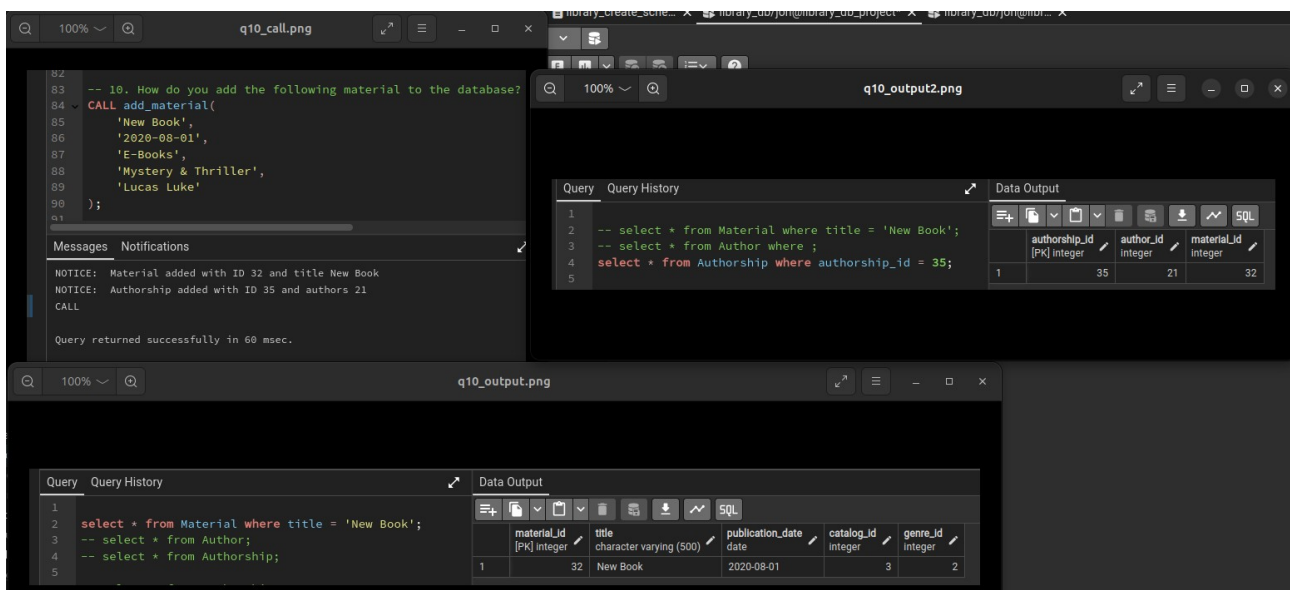 library_create_sche... × library_db/jon@library_db_project* × library_db/jon@libr... ×
100% q10_call.png
82
83 -- 10. How do you add the following material to the database?
84 CALL add_material(
85 'New Book',
86 '2020-08-01',
87 'E-Books',
88 'Mystery & Thriller',
89 'Lucas Luke'
90 );
91
Messages Notifications
NOTICE: Material added with ID 32 and title New Book
NOTICE: Authorship added with ID 35 and authors 21
CALL
Query returned successfully in 60 msec.
100% q10_output2.png
Query Query History
1
2 -- select * from Material where title = 'New Book';
3 -- select * from Author where ;
4 select * from Authorship where authorship_id = 35;
5
Data Output
SQL
authorship_id author_id material_id
[PK] integer integer integer
1 35 21 32
100% q10_output.png
Query Query History
1
2 select * from Material where title = 'New Book';
3 -- select * from Author;
4 -- select * from Authorship;
5
Data Output
SQL
material_id title publication_date catalog_id genre_id
[PK] integer character varying (500) date integer integer
1 32 New Book 2020-08-01 3 2